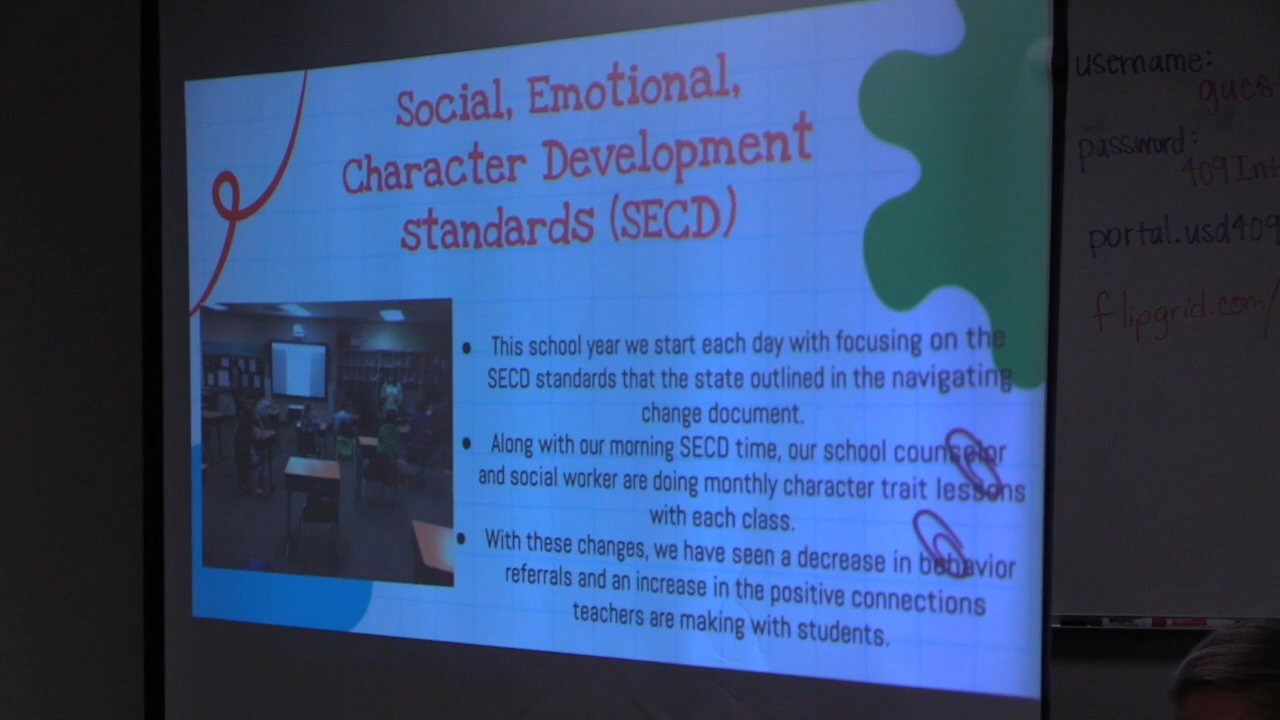 Social, Emotional,
Character Development
standards (SECD)
• This school year we start each day with focusing on the
SECD standards that the state outlined in the navigating
change document.
• Along with our morning SECD time, our school counselor
and social worker are doing monthly character trait lessons
with each class.
• With these changes, we have seen a decrease in behavior
referrals and an increase in the positive connections
teachers are making with students.
username:
password:
portal.usd409
flipgrid.com/